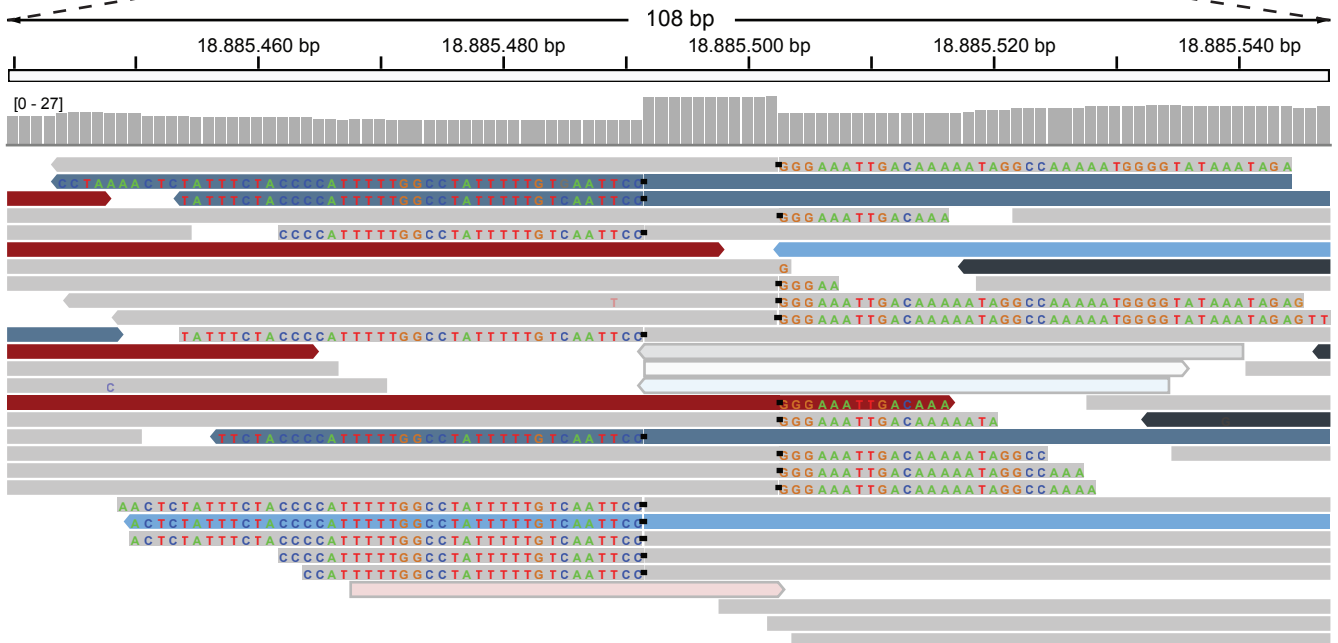 108 bp
18.885.460 bp 18.885.480 bp 18.885.500 bp 18.885.520 bp 18.885.540 bp
[0 - 27]
GGGAAATTGACAAAAATAGGCCAAAAATGGGGTATAAATAGA
CCTAAAACTCTATTTCTACCCCATTTTTGGCCTATTTTTGTCAATTCC
TATTTCTACCCCATTTTTGGCCTATTTTTGTCAATTCC
GGGAAATTGACAAA
CCCCATTTTTGGCCTATTTTTGTCAATTCC
G
GGGAA
T GGGAAATTGACAAAAATAGGCCAAAAATGGGGTATAAATAGAG
GGGAAATTGACAAAAATAGGCCAAAAATGGGGTATAAATAGAGTT
TATTTCTACCCCATTTTTGGCCTATTTTTGTCAATTCC
C
GGGAAATTGACAAA
GGGAAATTGACAAAAATA
TTCTACCCCATTTTTGGCCTATTTTTGTCAATTCC
GGGAAATTGACAAAAATAGGCC
GGGAAATTGACAAAAATAGGCCAAA
GGGAAATTGACAAAAATAGGCCAAAA
AACTCTATTTCTACCCCATTTTTGGCCTATTTTTGTCAATTCC
ACTCTATTTCTACCCCATTTTTGGCCTATTTTTGTCAATTCC
ACTCTATTTCTACCCCATTTTTGGCCTATTTTTGTCAATTCC
CCCCATTTTTGGCCTATTTTTGTCAATTCC
CCATTTTTGGCCTATTTTTGTCAATTCC